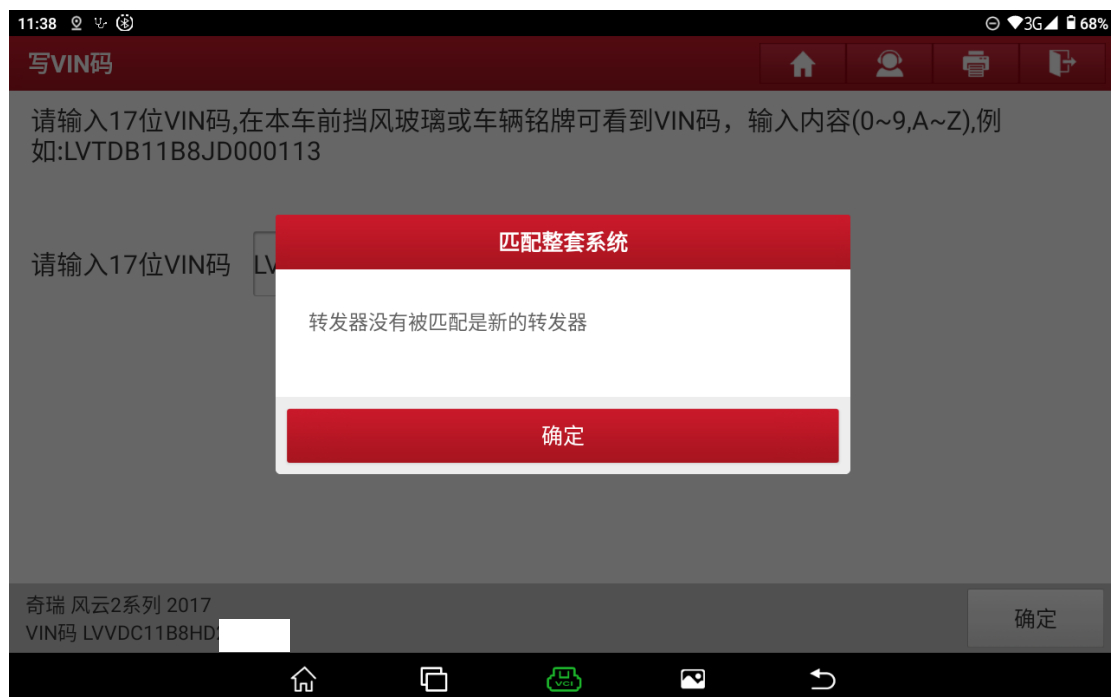 11:38
3G 68%
写VIN码
请输入17位VIN码,在本车前挡风玻璃或车辆铭牌可看到VIN码，输入内容(0~9,A~Z),例
如:LVTDB11B8JD000113
匹配整套系统
请输入17位VIN码 LV
转发器没有被匹配是新的转发器
确定
奇瑞 风云2系列 2017
VIN码 LVVDC11B8HD
确定
VCI